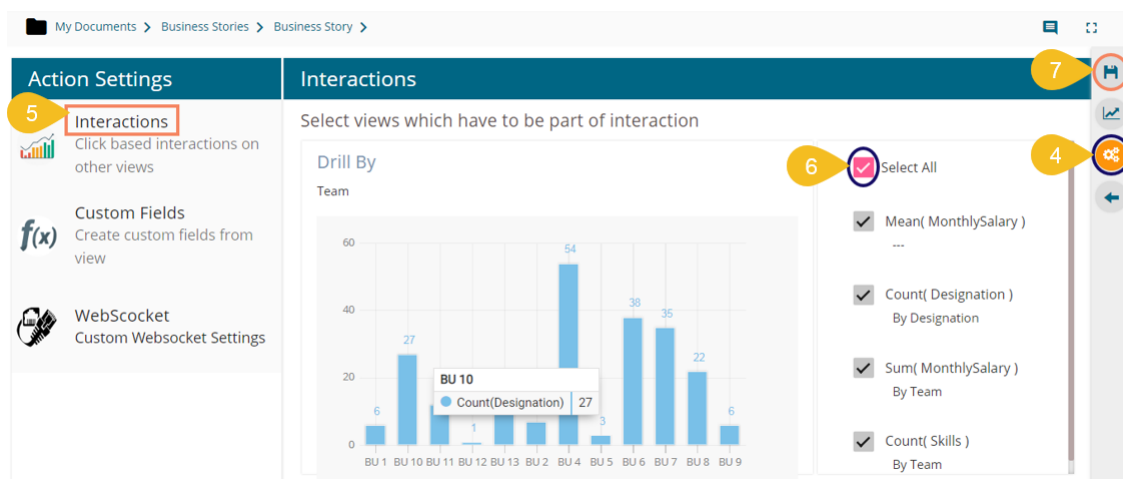 My Documents > Business Stories > Business Story >
Action Settings
5
Interactions
Click based interactions on
other views
f(x)
Custom Fields
Create custom fields from
view
WebScocket
Custom Websocket Settings
Interactions
Select views which have to be part of interaction
Drill By
Team
60
40
20
0
6
27
1
54
3
38
35
22
6
BU 10
Count(Designation) 27
BU 1 BU 10 BU 11 BU 12 BU 13 BU 2 BU 4 BU 5 BU 6 BU 7 BU 8 BU 9
6
Select All
Mean( MonthlySalary )
---
Count( Designation )
By Designation
Sum( MonthlySalary )
By Team
Count( Skills )
By Team
7
4